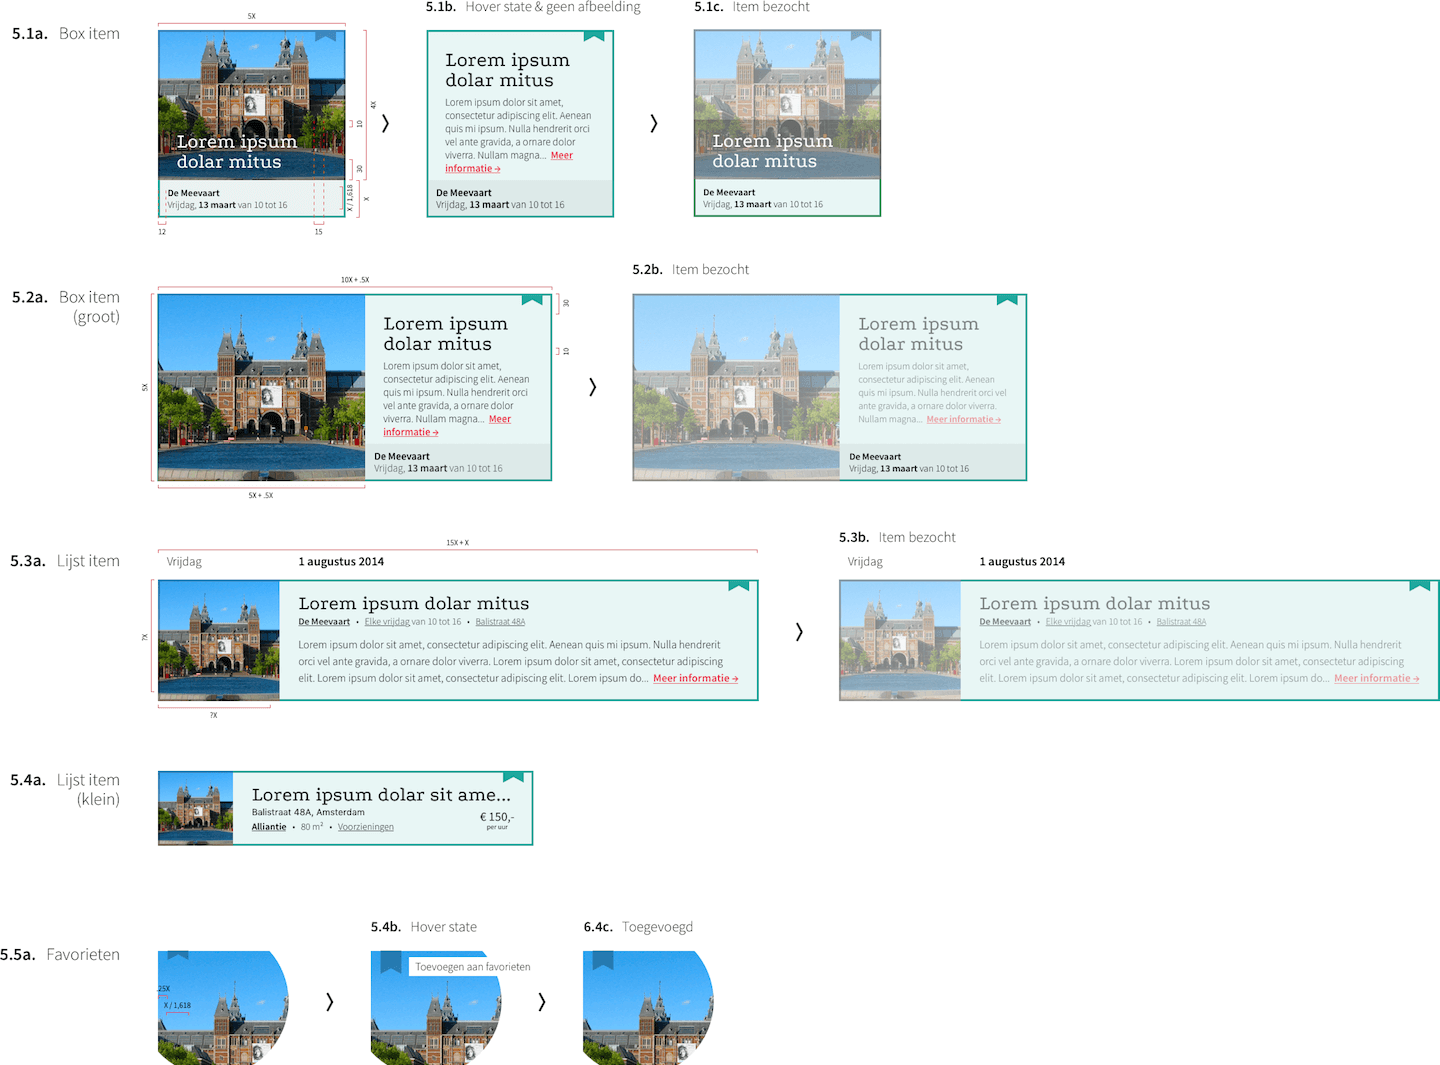 5.1a. Box item
5X
4X
10
30
X / 1,618
X
12
15
Lorem ipsum
dolar mitus
De Meevaart
Vrijdag, 13 maart van 10 tot 16
5.1b. Hover state & geen afbeelding
Lorem ipsum
dolar mitus
Lorem ipsum dolor sit amet,
consectetur adipiscing elit. Aenean
quis mi ipsum. Nulla hendrerit orci
vel ante gravida, a ornare dolor
viverra. Nullam magna... Meer
informatie →
De Meevaart
Vrijdag, 13 maart van 10 tot 16
5.1c. Item bezocht
Lorem ipsum
dolar mitus
De Meevaart
Vrijdag, 13 maart van 10 tot 16
5.2a. Box item
(groot)
10X + .5X
5X
30
10
5X + .5X
Lorem ipsum
dolar mitus
Lorem ipsum dolor sit amet,
consectetur adipiscing elit. Aenean
quis mi ipsum. Nulla hendrerit orci
vel ante gravida, a ornare dolor
viverra. Nullam magna... Meer
informatie →
De Meevaart
Vrijdag, 13 maart van 10 tot 16
5.2b. Item bezocht
Lorem ipsum
dolar mitus
Lorem ipsum dolor sit amet,
consectetur adipiscing elit. Aenean
quis mi ipsum. Nulla hendrerit orci vel
ante gravida, a ornare dolor viverra.
Nullam magna... Meer informatie →
De Meevaart
Vrijdag, 13 maart van 10 tot 16
5.3a. Lijst item
15X + X
Vrijdag 1 augustus 2014
?X
?X
Lorem ipsum dolar mitus
De Meevaart • Elke vrijdag van 10 tot 16 • Balistraat 48A
Lorem ipsum dolor sit amet, consectetur adipiscing elit. Aenean quis mi ipsum. Nulla hendrerit
orci vel ante gravida, a ornare dolor viverra. Lorem ipsum dolor sit amet, consectetur adipiscing
elit. Lorem ipsum dolor sit amet, consectetur adipiscing elit. Lorem ipsum do... Meer informatie →
5.3b. Item bezocht
Vrijdag 1 augustus 2014
Lorem ipsum dolar mitus
De Meevaart • Elke vrijdag van 10 tot 16 • Balistraat 48A
Lorem ipsum dolor sit amet, consectetur adipiscing elit. Aenean quis mi ipsum. Nulla hendrerit
orci vel ante gravida, a ornare dolor viverra. Lorem ipsum dolor sit amet, consectetur adipiscing
elit. Lorem ipsum dolor sit amet, consectetur adipiscing elit. Lorem ipsum do... Meer informatie →
5.4a. Lijst item
(klein)
Lorem ipsum dolar sit ame...
Balistraat 48A, Amsterdam
Alliantie • 80 m² • Voorzieningen
€ 150,-
per uur
5.5a. Favorieten
.25X
X / 1,618
5.4b. Hover state
Toevoegen aan favorieten
6.4c. Toegevoegd